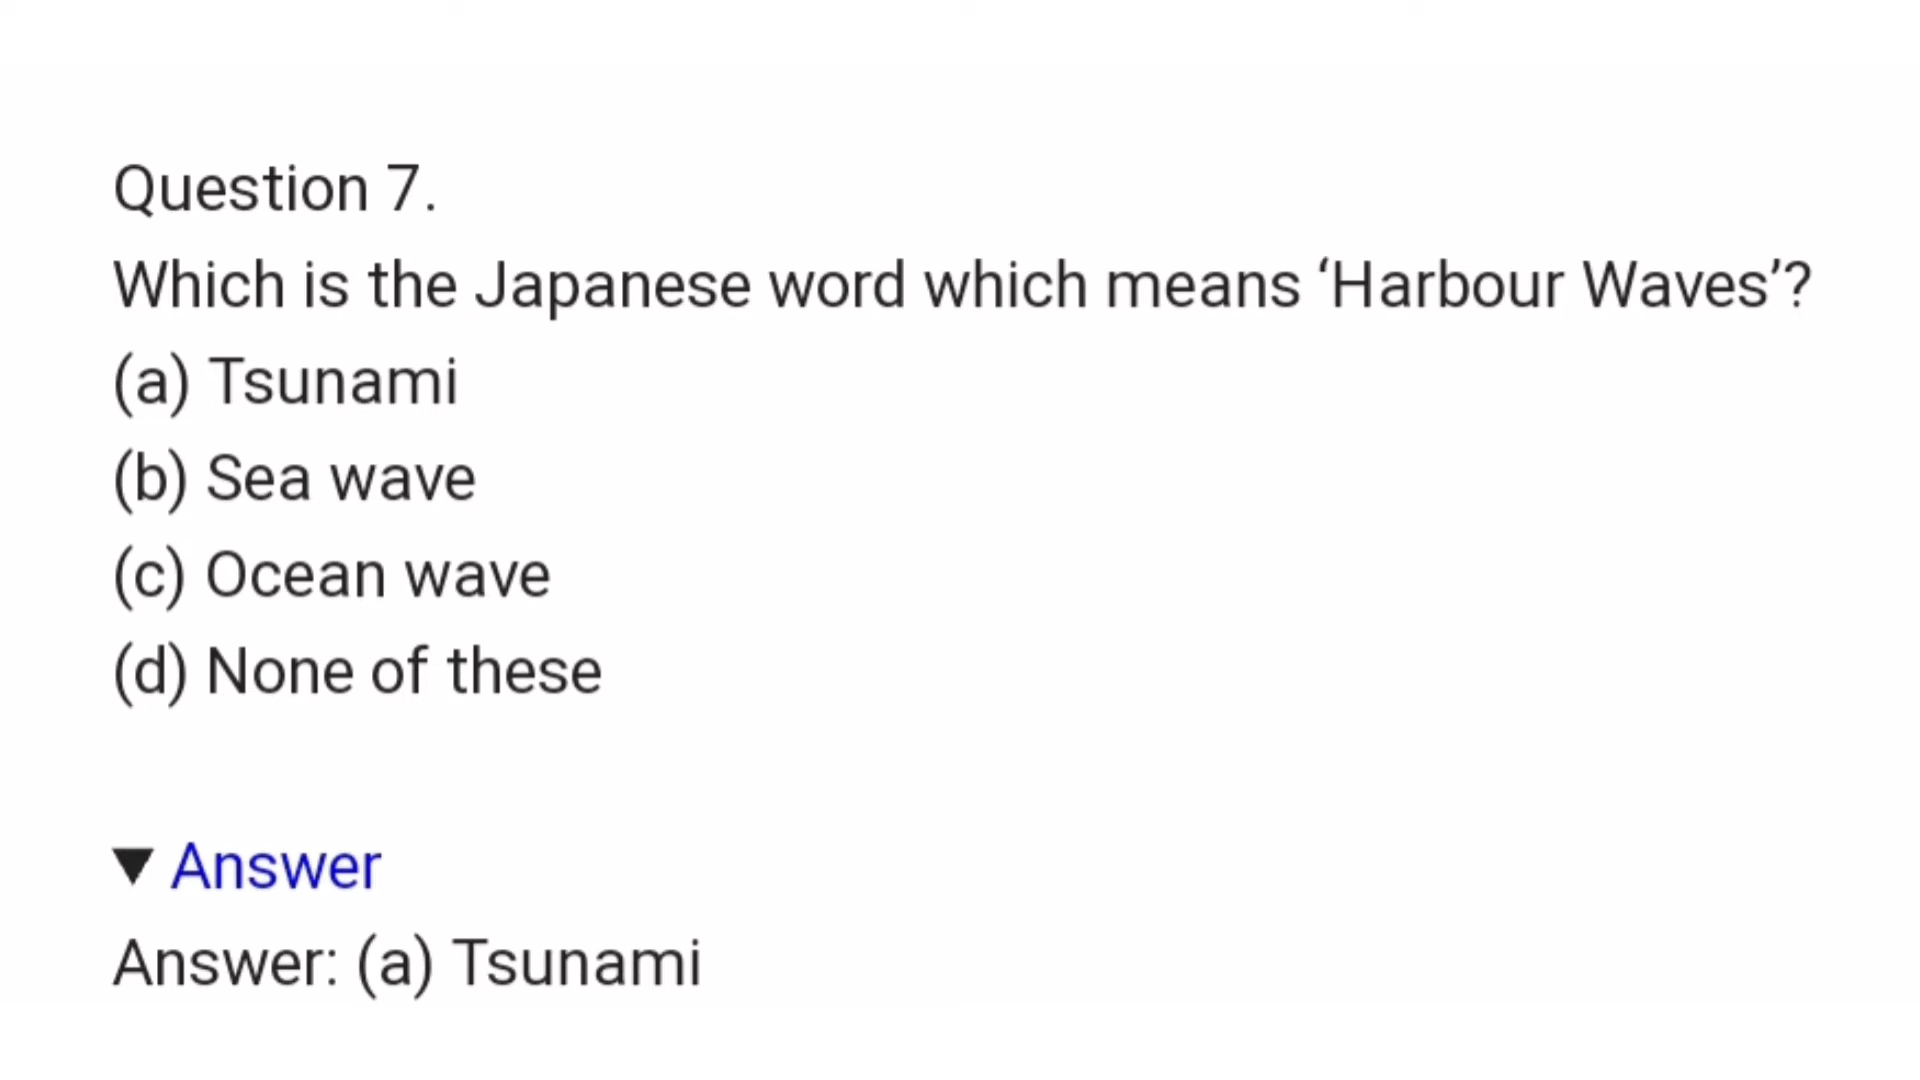 Question 7.
Which is the Japanese word which means ‘Harbour Waves’?
(a) Tsunami
(b) Sea wave
(c) Ocean wave
(d) None of these
▼ Answer
Answer: (a) Tsunami